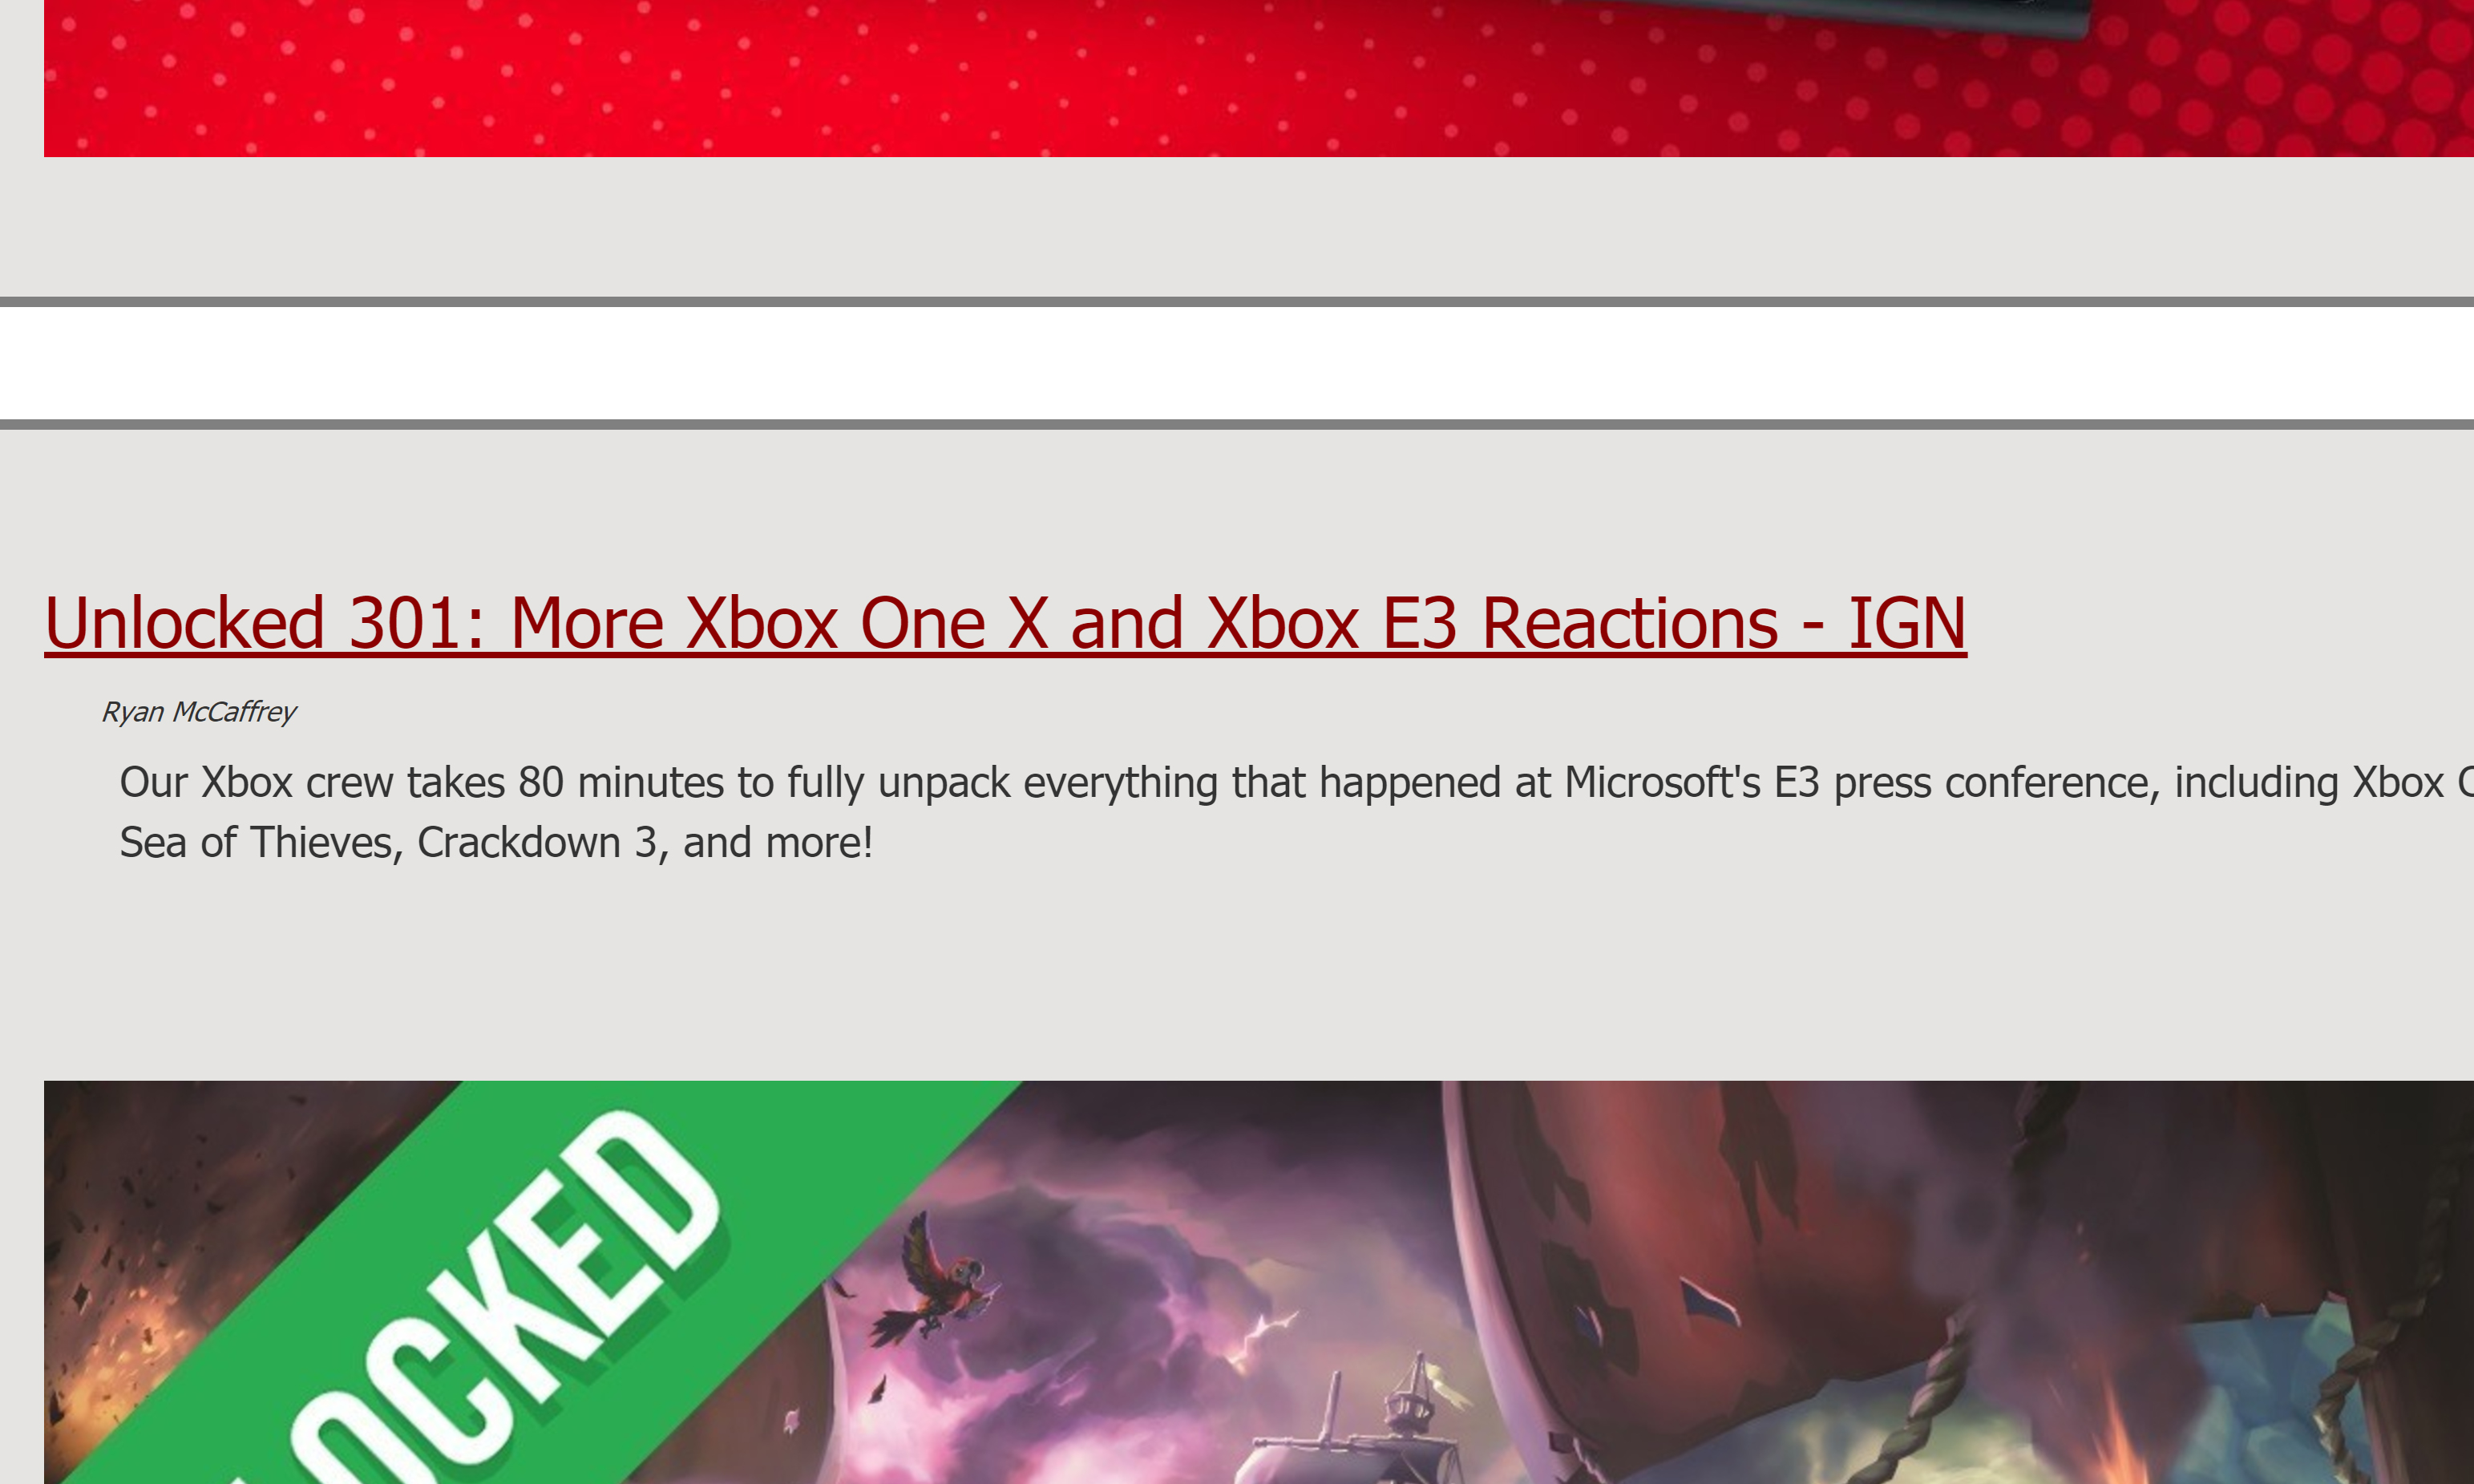 Unlocked 301: More Xbox One X and Xbox E3 Reactions - IGN
Ryan McCaffrey
Our Xbox crew takes 80 minutes to fully unpack everything that happened at Microsoft's E3 press conference, including Xbox
Sea of Thieves, Crackdown 3, and more!
OCKED